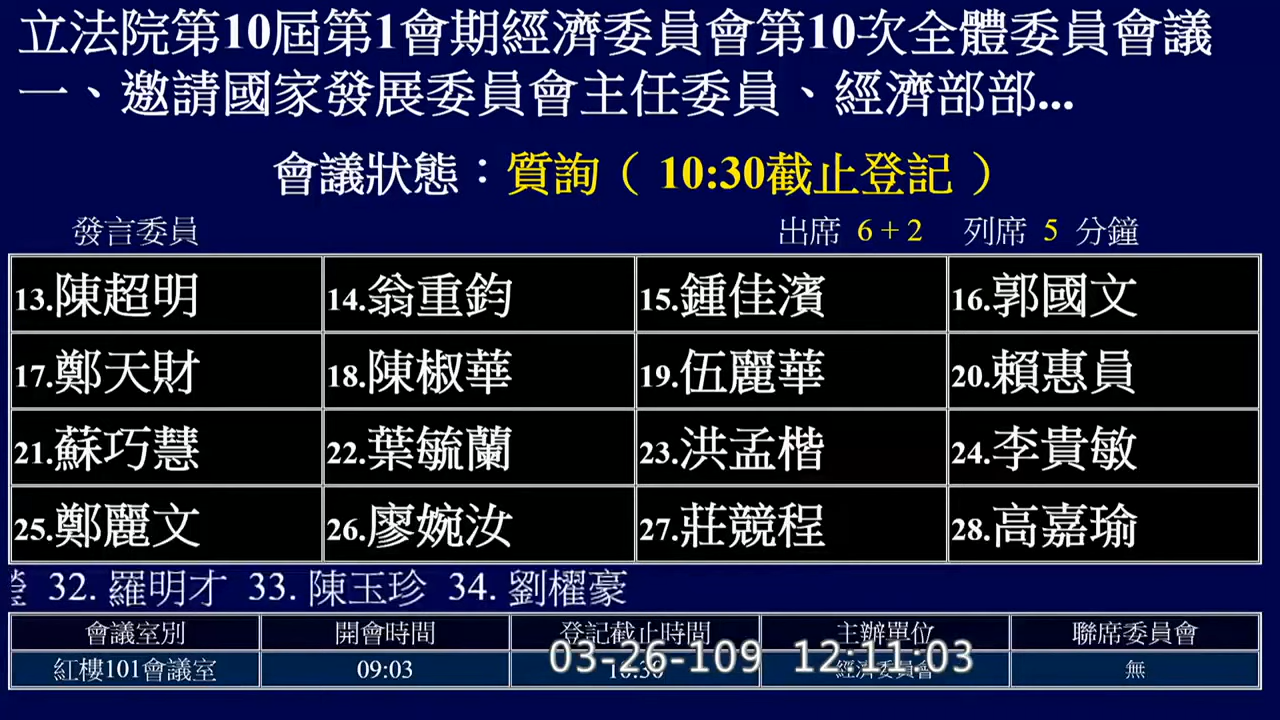 立法院第10屆第1會期經濟委員會第10次全體委員會議
一、邀請國家發展委員會主任委員、經濟部部...
會議狀態：質詢（ 10:30截止登記 ）
發言委員 出席 6 + 2 列席 5 分鐘
13.陳超明 14.翁重鈞 15.鍾佳濱 16.郭國文
17.鄭天財 18.陳椒華 19.伍麗華 20.賴惠員
21.蘇巧慧 22.葉毓蘭 23.洪孟楷 24.李貴敏
25.鄭麗文 26.廖婉汝 27.莊競程 28.高嘉瑜
32. 羅明才 33. 陳玉珍 34. 劉櫂豪
會議室別 開會時間 登記截止時間 主辦單位 聯席委員會
紅樓101會議室 09:03 10:30 經濟委員會 無
03-26-109 12:11:03